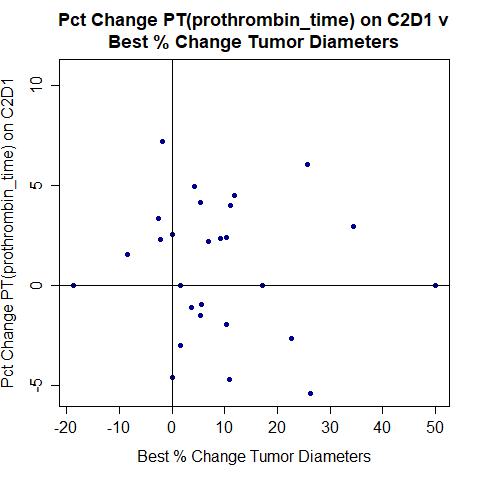 Pct Change PT(prothrombin_time) on C2D1 v
Best % Change Tumor Diameters
Pct Change PT(prothrombin_time) on C2D1
10
5
0
-5
-20 -10 0 10 20 30 40 50
Best % Change Tumor Diameters